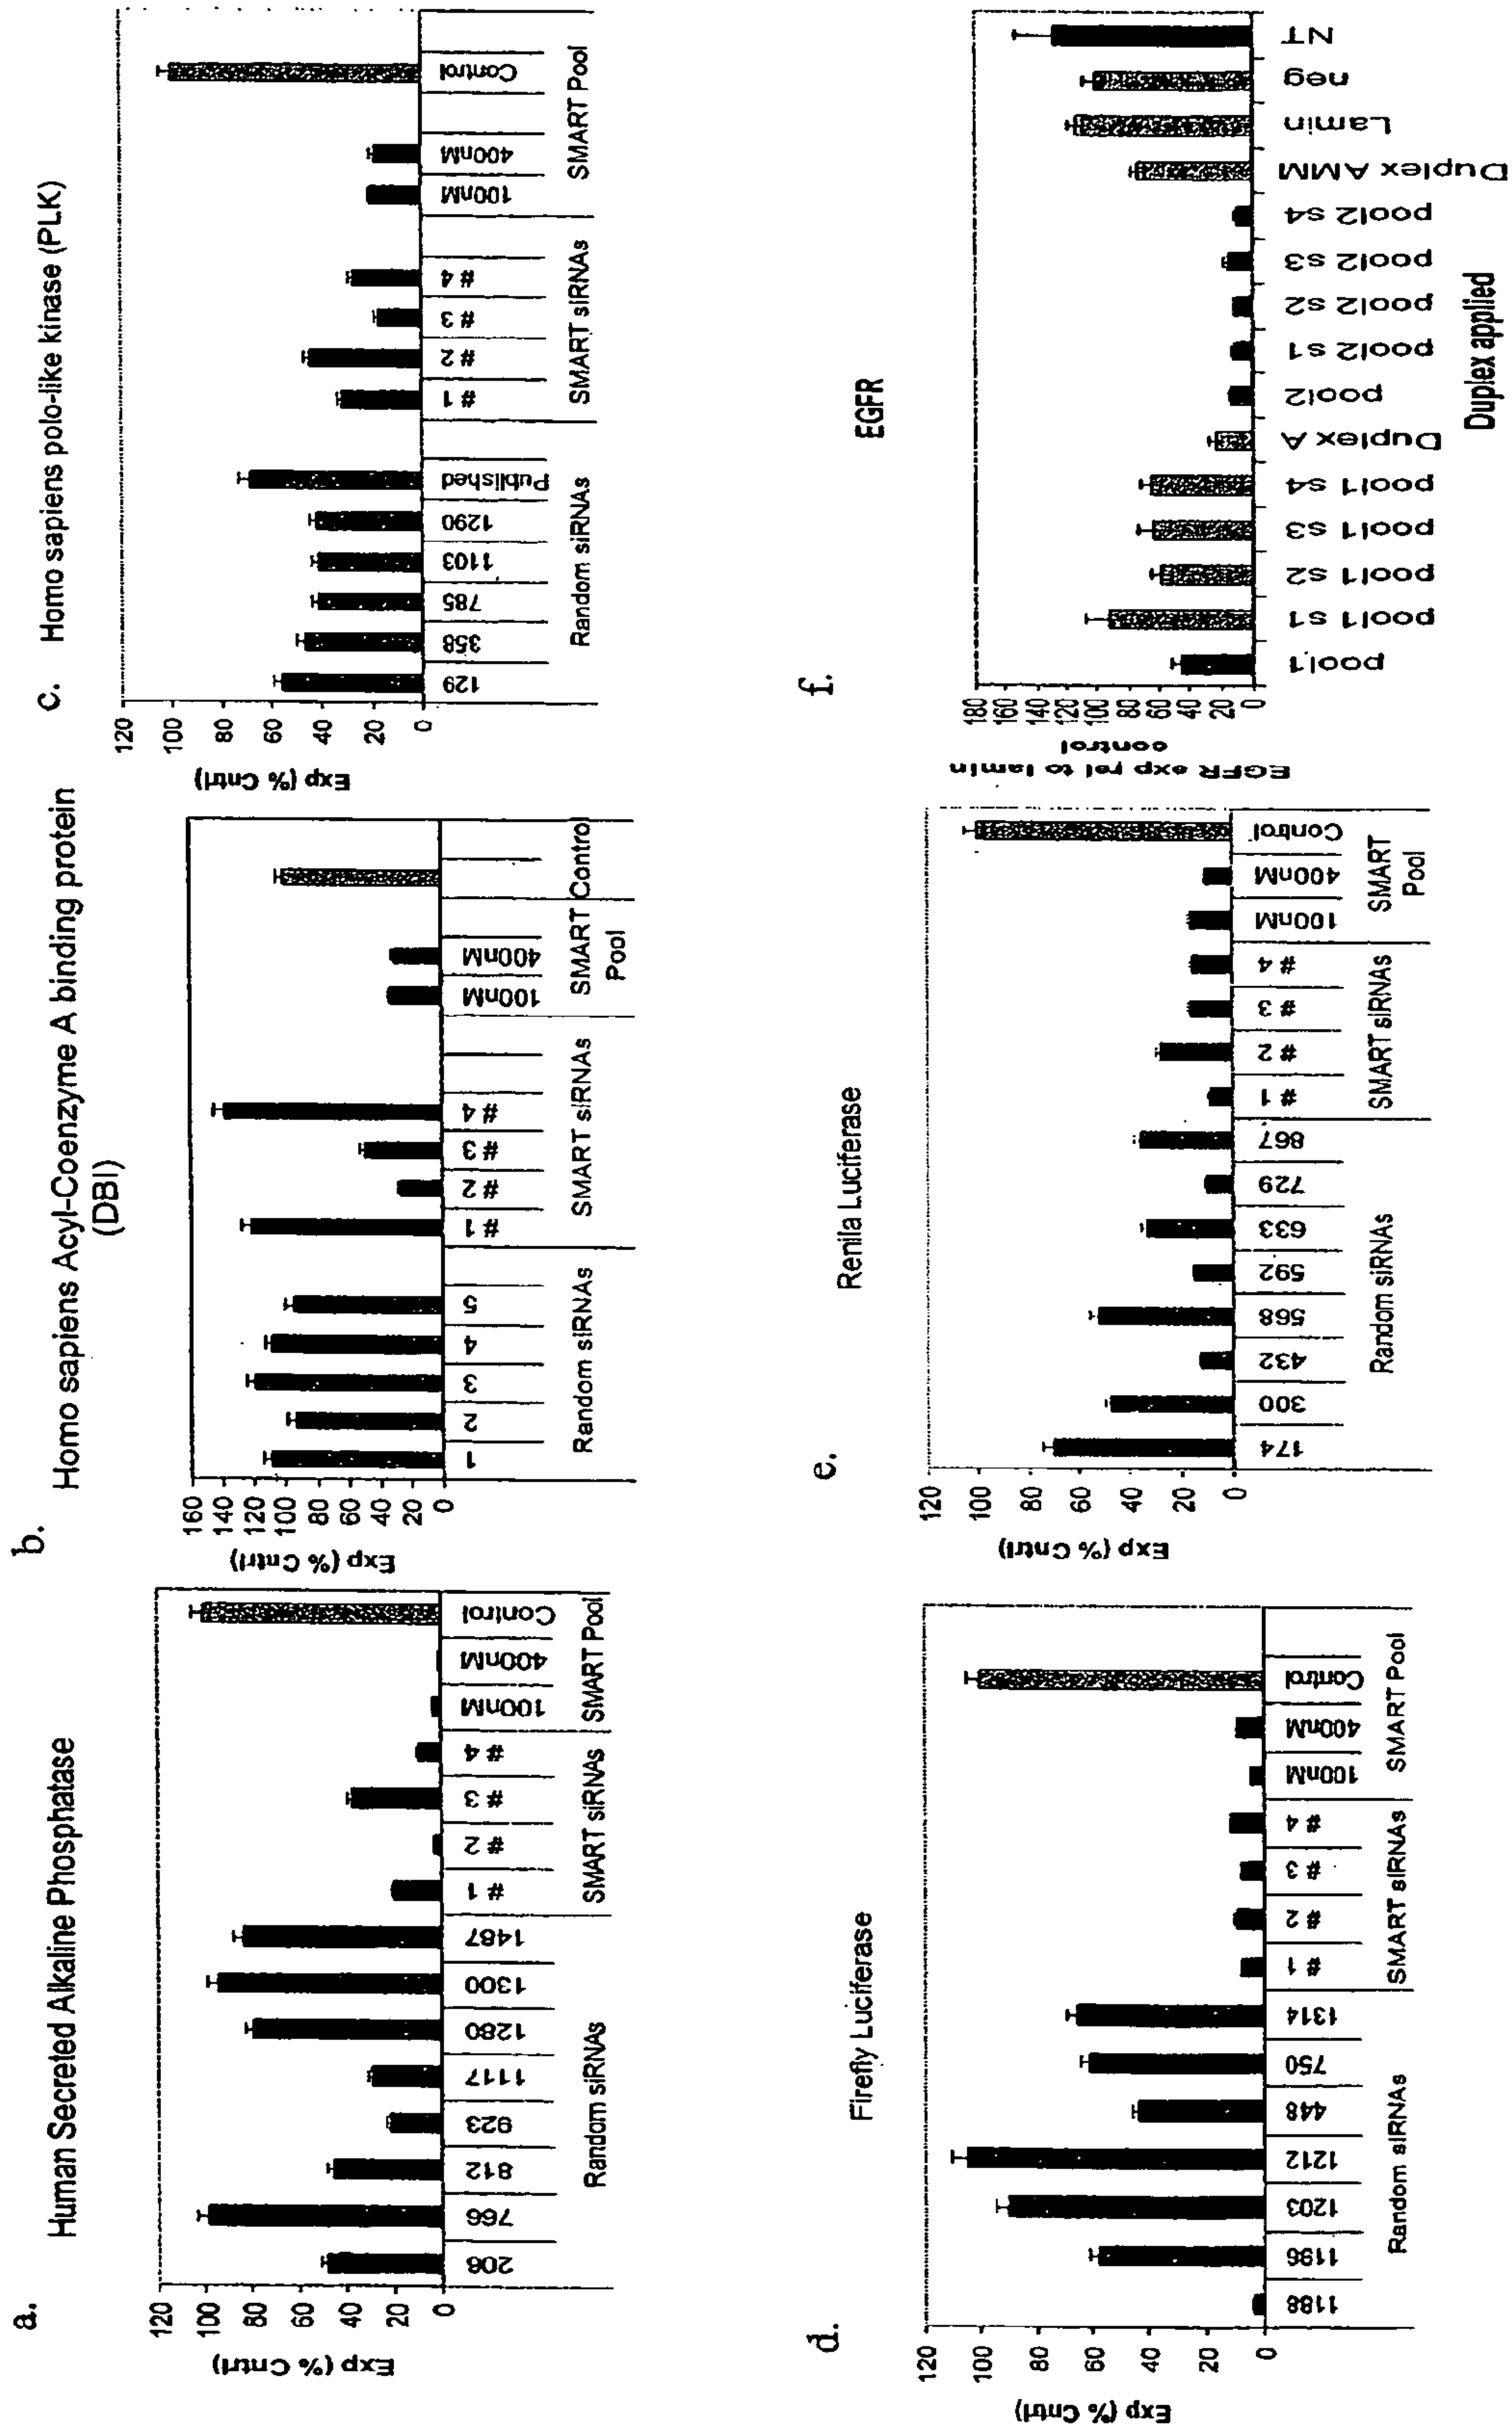 a.
Human Secreted Alkaline Phosphatase
Exp (% Cntrl)
120
100
80
60
40
20
0
206
766
812
923
1117
1280
1300
1487
# 1
# 2
# 3
# 4
100nM
400nM
Control
Random siRNAs
SMART siRNAs
SMART Pool
b.
Homo sapiens Acyl-Coenzyme A binding protein
(DBI)
Exp (% Cntrl)
160
140
120
100
80
60
40
20
0
1
2
3
4
5
# 1
# 2
# 3
# 4
100nM
400nM
Random siRNAs
SMART siRNAs
SMART Control
Pool
c.
Homo sapiens polo-like kinase (PLK)
Exp (% Cntrl)
120
100
80
60
40
20
0
129
358
785
1103
1290
Published
# 1
# 2
# 3
# 4
100nM
400nM
Control
Random siRNAs
SMART siRNAs
SMART Pool
d.
Firefly Luciferase
Exp (% Cntrl)
120
100
80
60
40
20
0
1188
1196
1203
1212
448
750
1314
# 1
# 2
# 3
# 4
100nM
400nM
Control
Random siRNAs
SMART siRNAs
SMART Pool
e.
Renilla Luciferase
Exp (% Cntrl)
120
100
80
60
40
20
0
174
300
432
568
592
633
729
867
# 1
# 2
# 3
# 4
100nM
400nM
Control
Random siRNAs
SMART siRNAs
SMART
Pool
f.
EGFR
EGFR exp rel to lamin
control
180
160
140
120
100
80
60
40
20
0
pool1
pool1 s1
pool1 s2
pool1 s3
pool1 s4
Duplex A
pool2
pool2 s1
pool2 s2
pool2 s3
pool2 s4
Duplex AMM
Lamin
neg
NT
Duplex applied